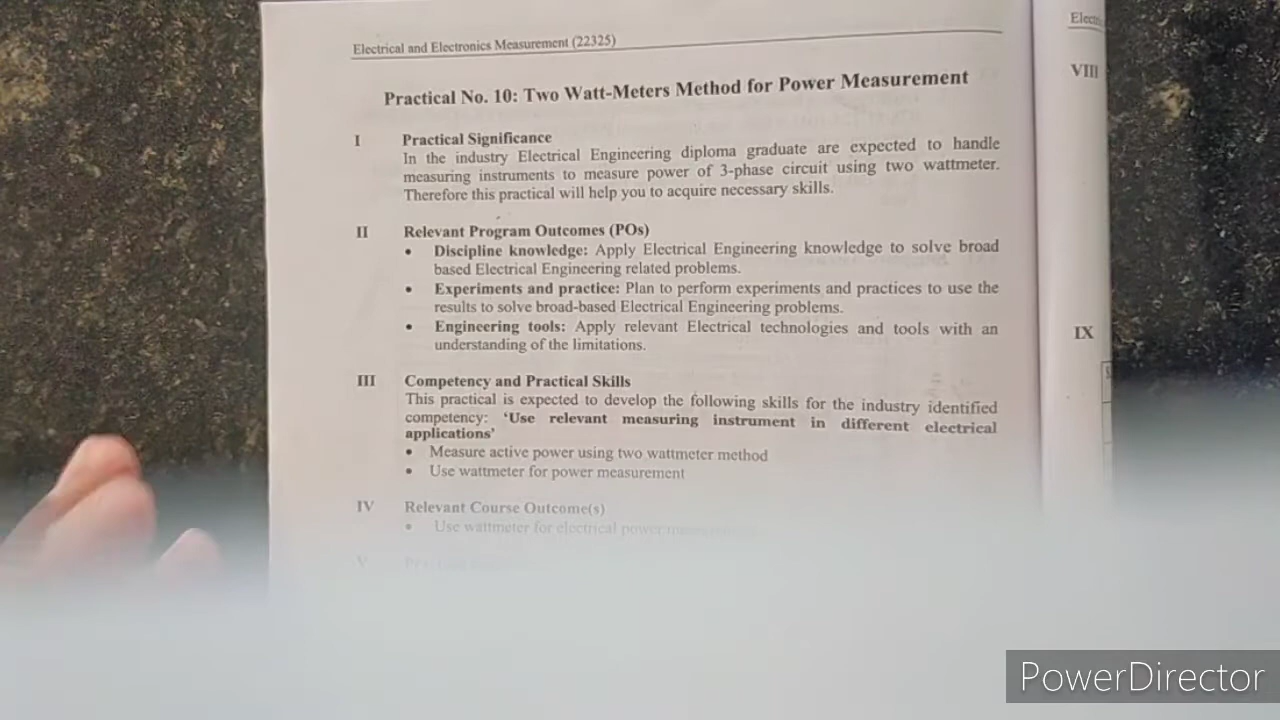 Electrical and Electronics Measurement (22325)
Practical No. 10: Two Watt-Meters Method for Power Measurement
I Practical Significance
In the industry Electrical Engineering diploma graduate are expected to handle
measuring instruments to measure power of 3-phase circuit using two wattmeter.
Therefore this practical will help you to acquire necessary skills.
II Relevant Program Outcomes (POs)
• Discipline knowledge: Apply Electrical Engineering knowledge to solve broad
based Electrical Engineering related problems.
• Experiments and practice: Plan to perform experiments and practices to use the
results to solve broad-based Electrical Engineering problems.
• Engineering tools: Apply relevant Electrical technologies and tools with an
understanding of the limitations.
III Competency and Practical Skills
This practical is expected to develop the following skills for the industry identified
competency: ‘Use relevant measuring instrument in different electrical
applications’
• Measure active power using two wattmeter method
• Use wattmeter for power measurement
IV Relevant Course Outcome(s)
• Use wattmeter for electrical power
V
VIII
IX
PowerDirector